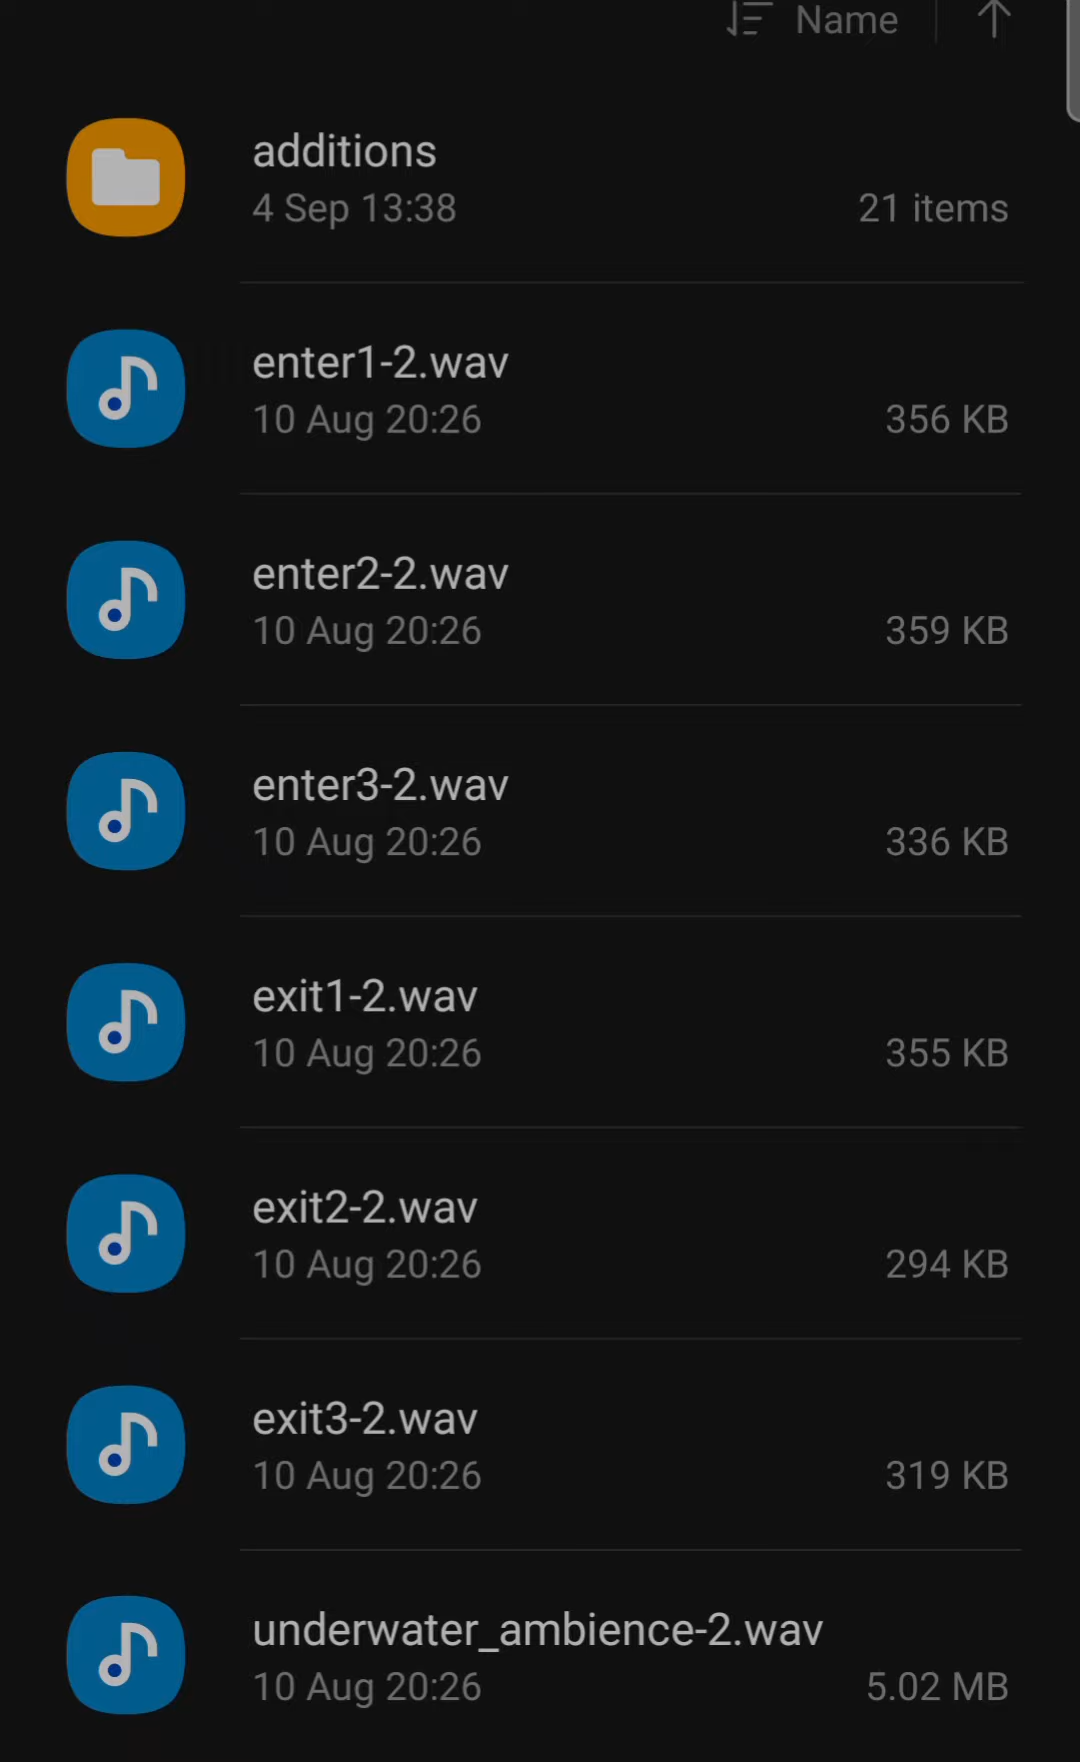 Name
additions
4 Sep 13:38
21 items
enter1-2.wav
10 Aug 20:26
356 KB
enter2-2.wav
10 Aug 20:26
359 KB
enter3-2.wav
10 Aug 20:26
336 KB
exit1-2.wav
10 Aug 20:26
355 KB
exit2-2.wav
10 Aug 20:26
294 KB
exit3-2.wav
10 Aug 20:26
319 KB
underwater_ambience-2.wav
10 Aug 20:26
5.02 MB